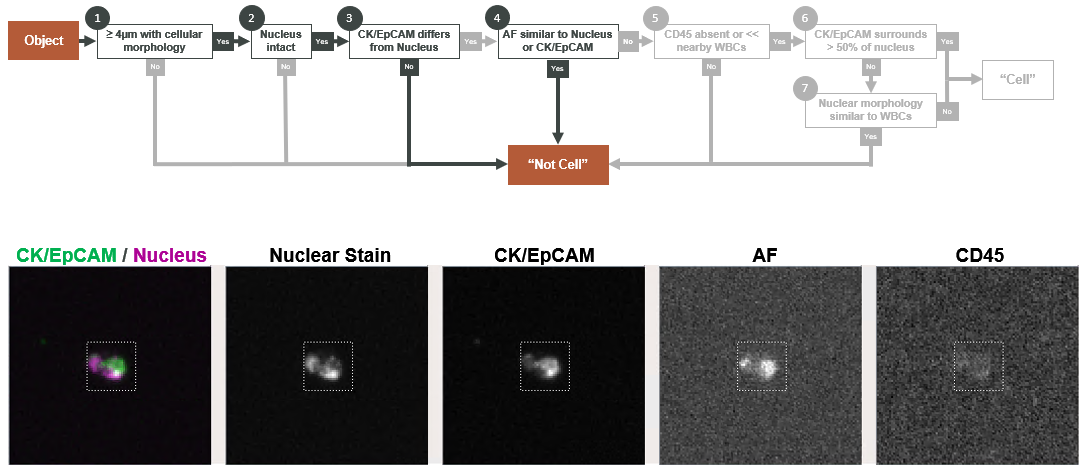 1
2
3
4
5
6
Object
≥ 4µm with cellular
morphology
Yes
Nucleus
intact
Yes
CK/EpCAM differs
from Nucleus
Yes
AF similar to Nucleus
or CK/EpCAM
No
CD45 absent or <<
nearby WBCs
Yes
CK/EpCAM surrounds
> 50% of nucleus
Yes
No
No
No
Yes
No
No
“Cell”
7
Nuclear morphology
similar to WBCs
No
Yes
“Not Cell”
CK/EpCAM / Nucleus
Nuclear Stain
CK/EpCAM
AF
CD45